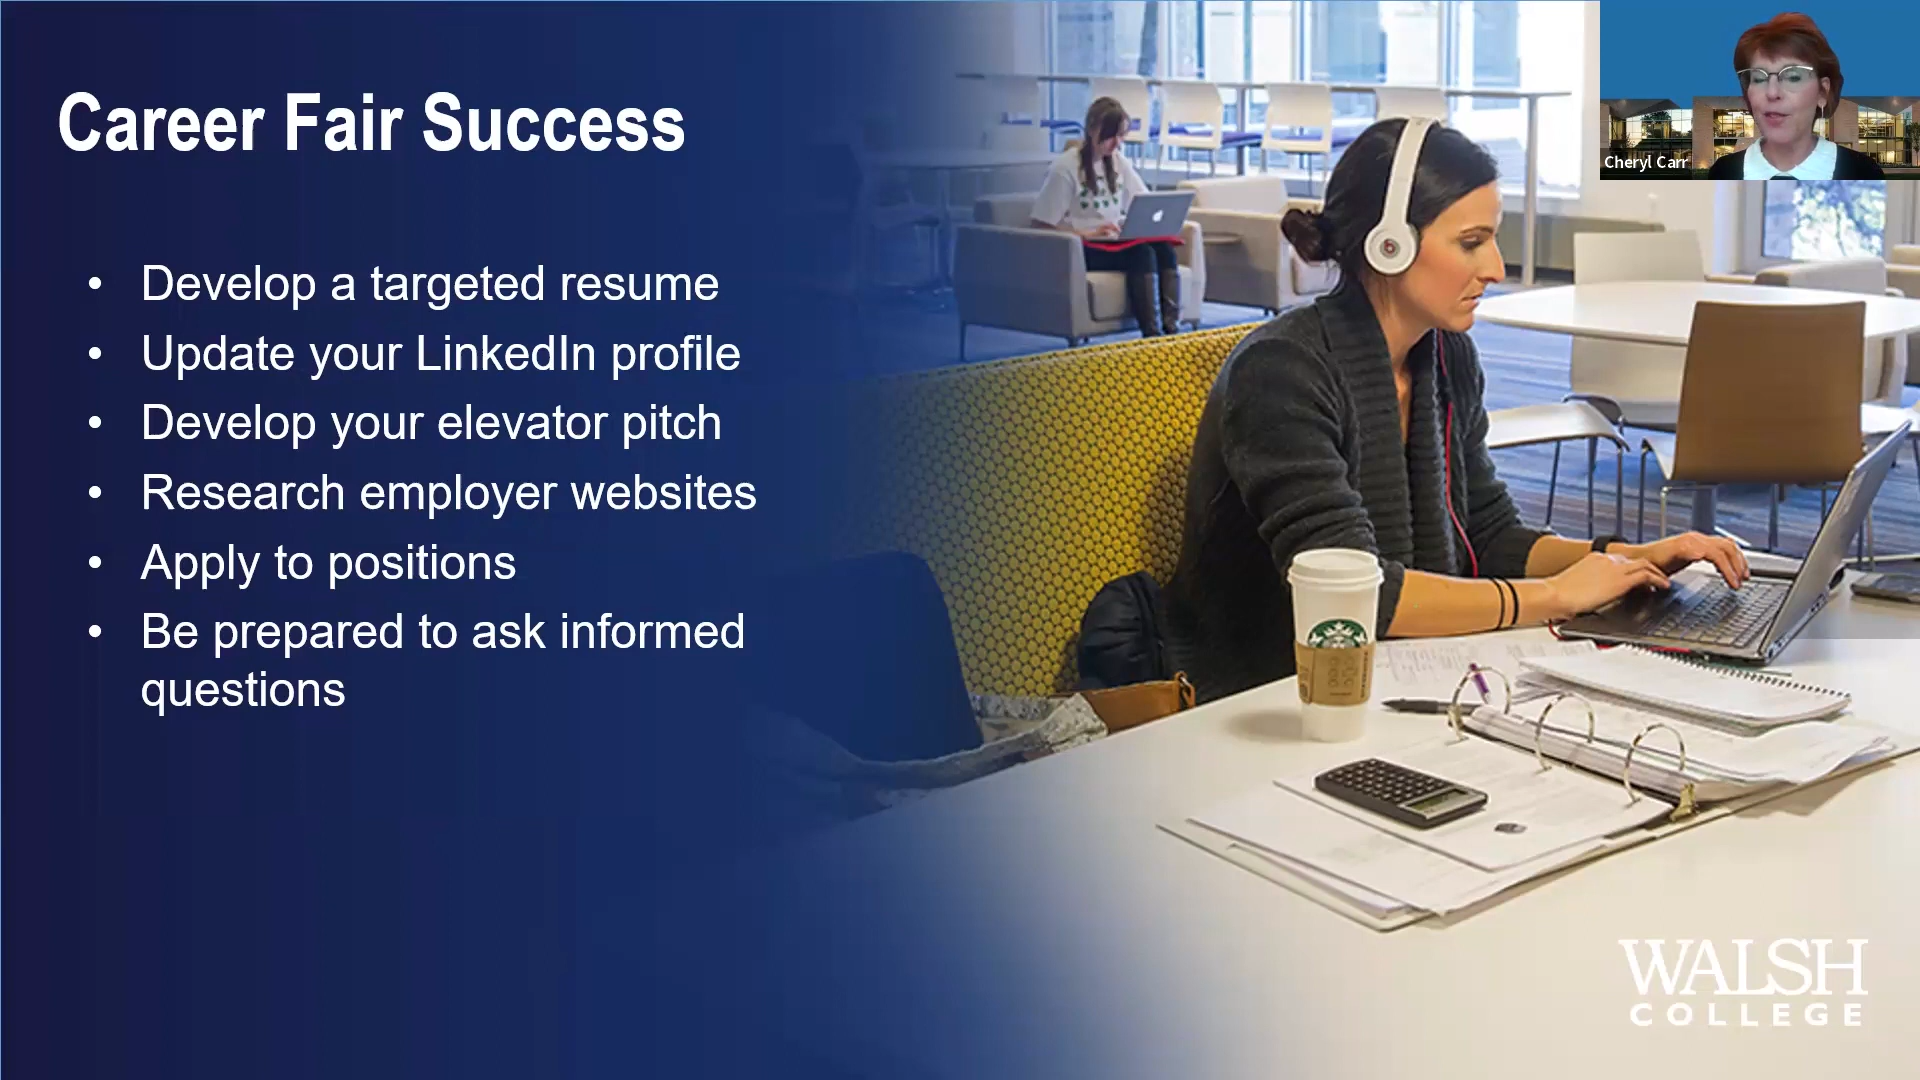 Career Fair Success
Cheryl Carr
• Develop a targeted resume
• Update your LinkedIn profile
• Develop your elevator pitch
• Research employer websites
• Apply to positions
• Be prepared to ask informed
questions
WALSH
COLLEGE